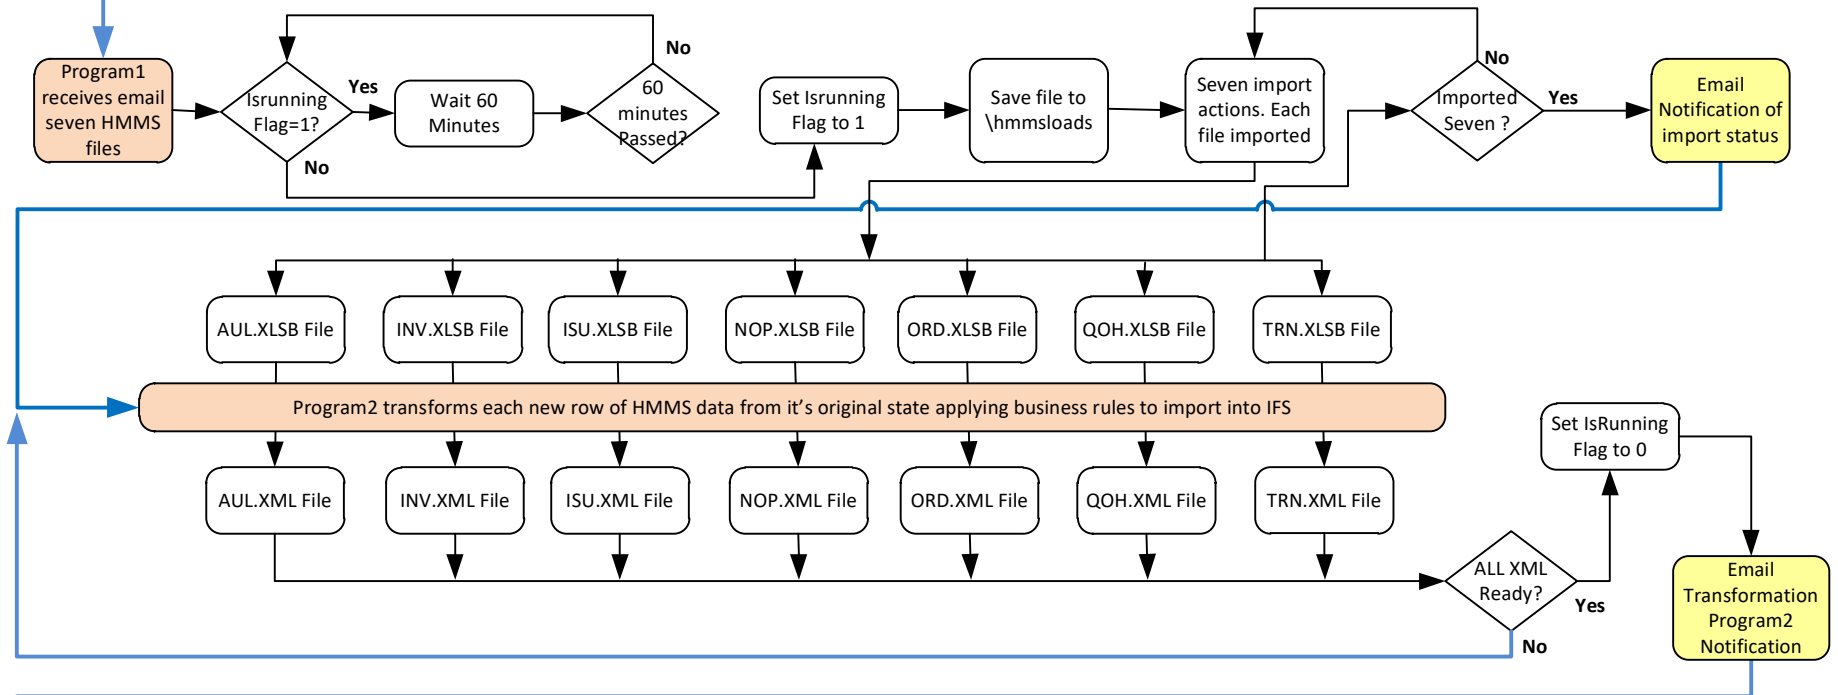 Program1
receives email
seven HMMS
files
Isrunning
Flag=1?
Yes
No
Wait 60
Minutes
60
minutes
Passed?
No
Set Isrunning
Flag to 1
Save file to
\hmmsloads
Seven import
actions. Each
file imported
Imported
Seven ?
No
Yes
Email
Notification of
import status
AUL.XLSB File
INV.XLSB File
ISU.XLSB File
NOP.XLSB File
ORD.XLSB File
QOH.XLSB File
TRN.XLSB File
Program2 transforms each new row of HMMS data from it's original state applying business rules to import into IFS
AUL.XML File
INV.XML File
ISU.XML File
NOP.XML File
ORD.XML File
QOH.XML File
TRN.XML File
ALL XML
Ready?
Yes
No
Set IsRunning
Flag to 0
Email
Transformation
Program2
Notification